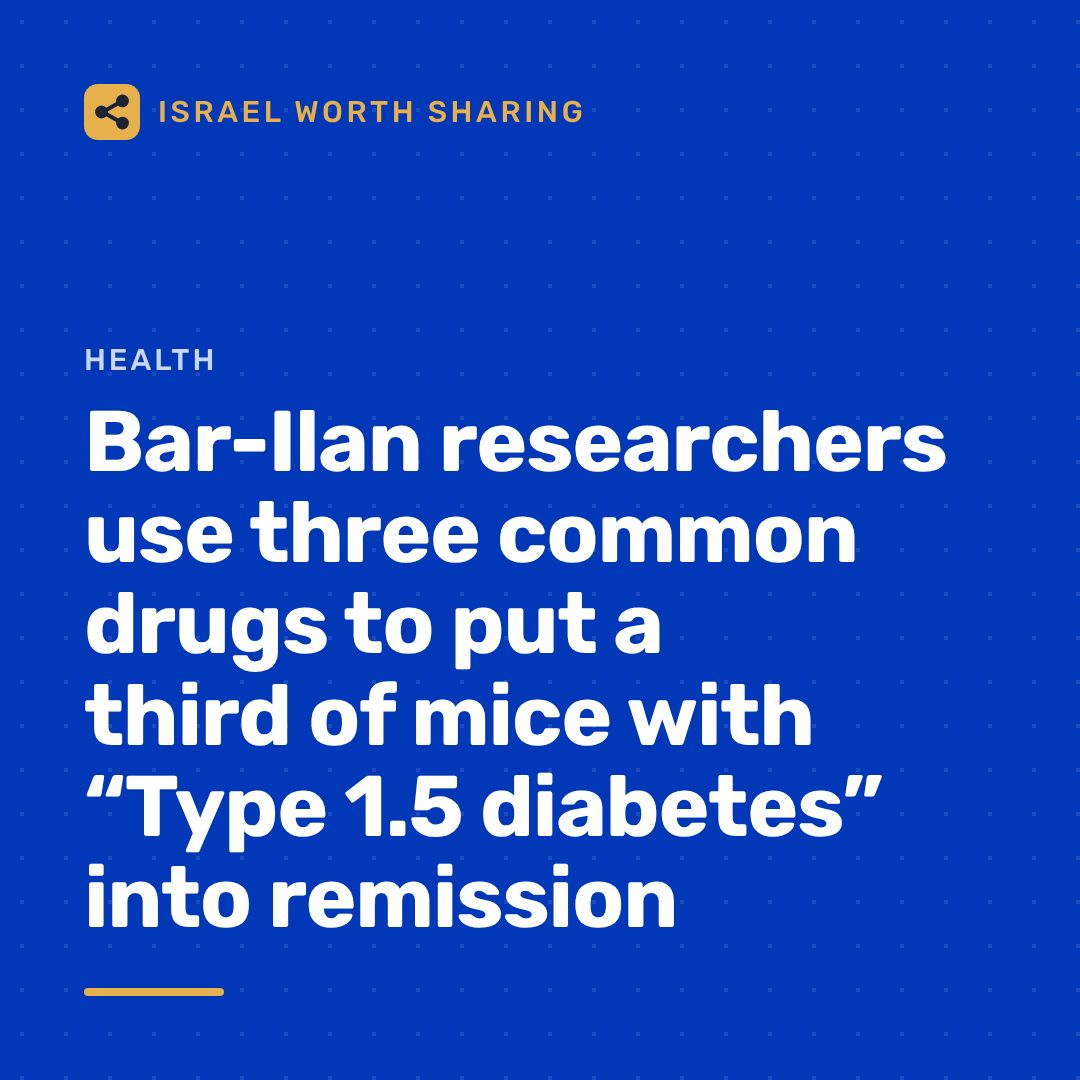 ISRAEL WORTH SHARING
HEALTH
Bar-Ilan researchers
use three common
drugs to put a
third of mice with
“Type 1.5 diabetes”
into remission